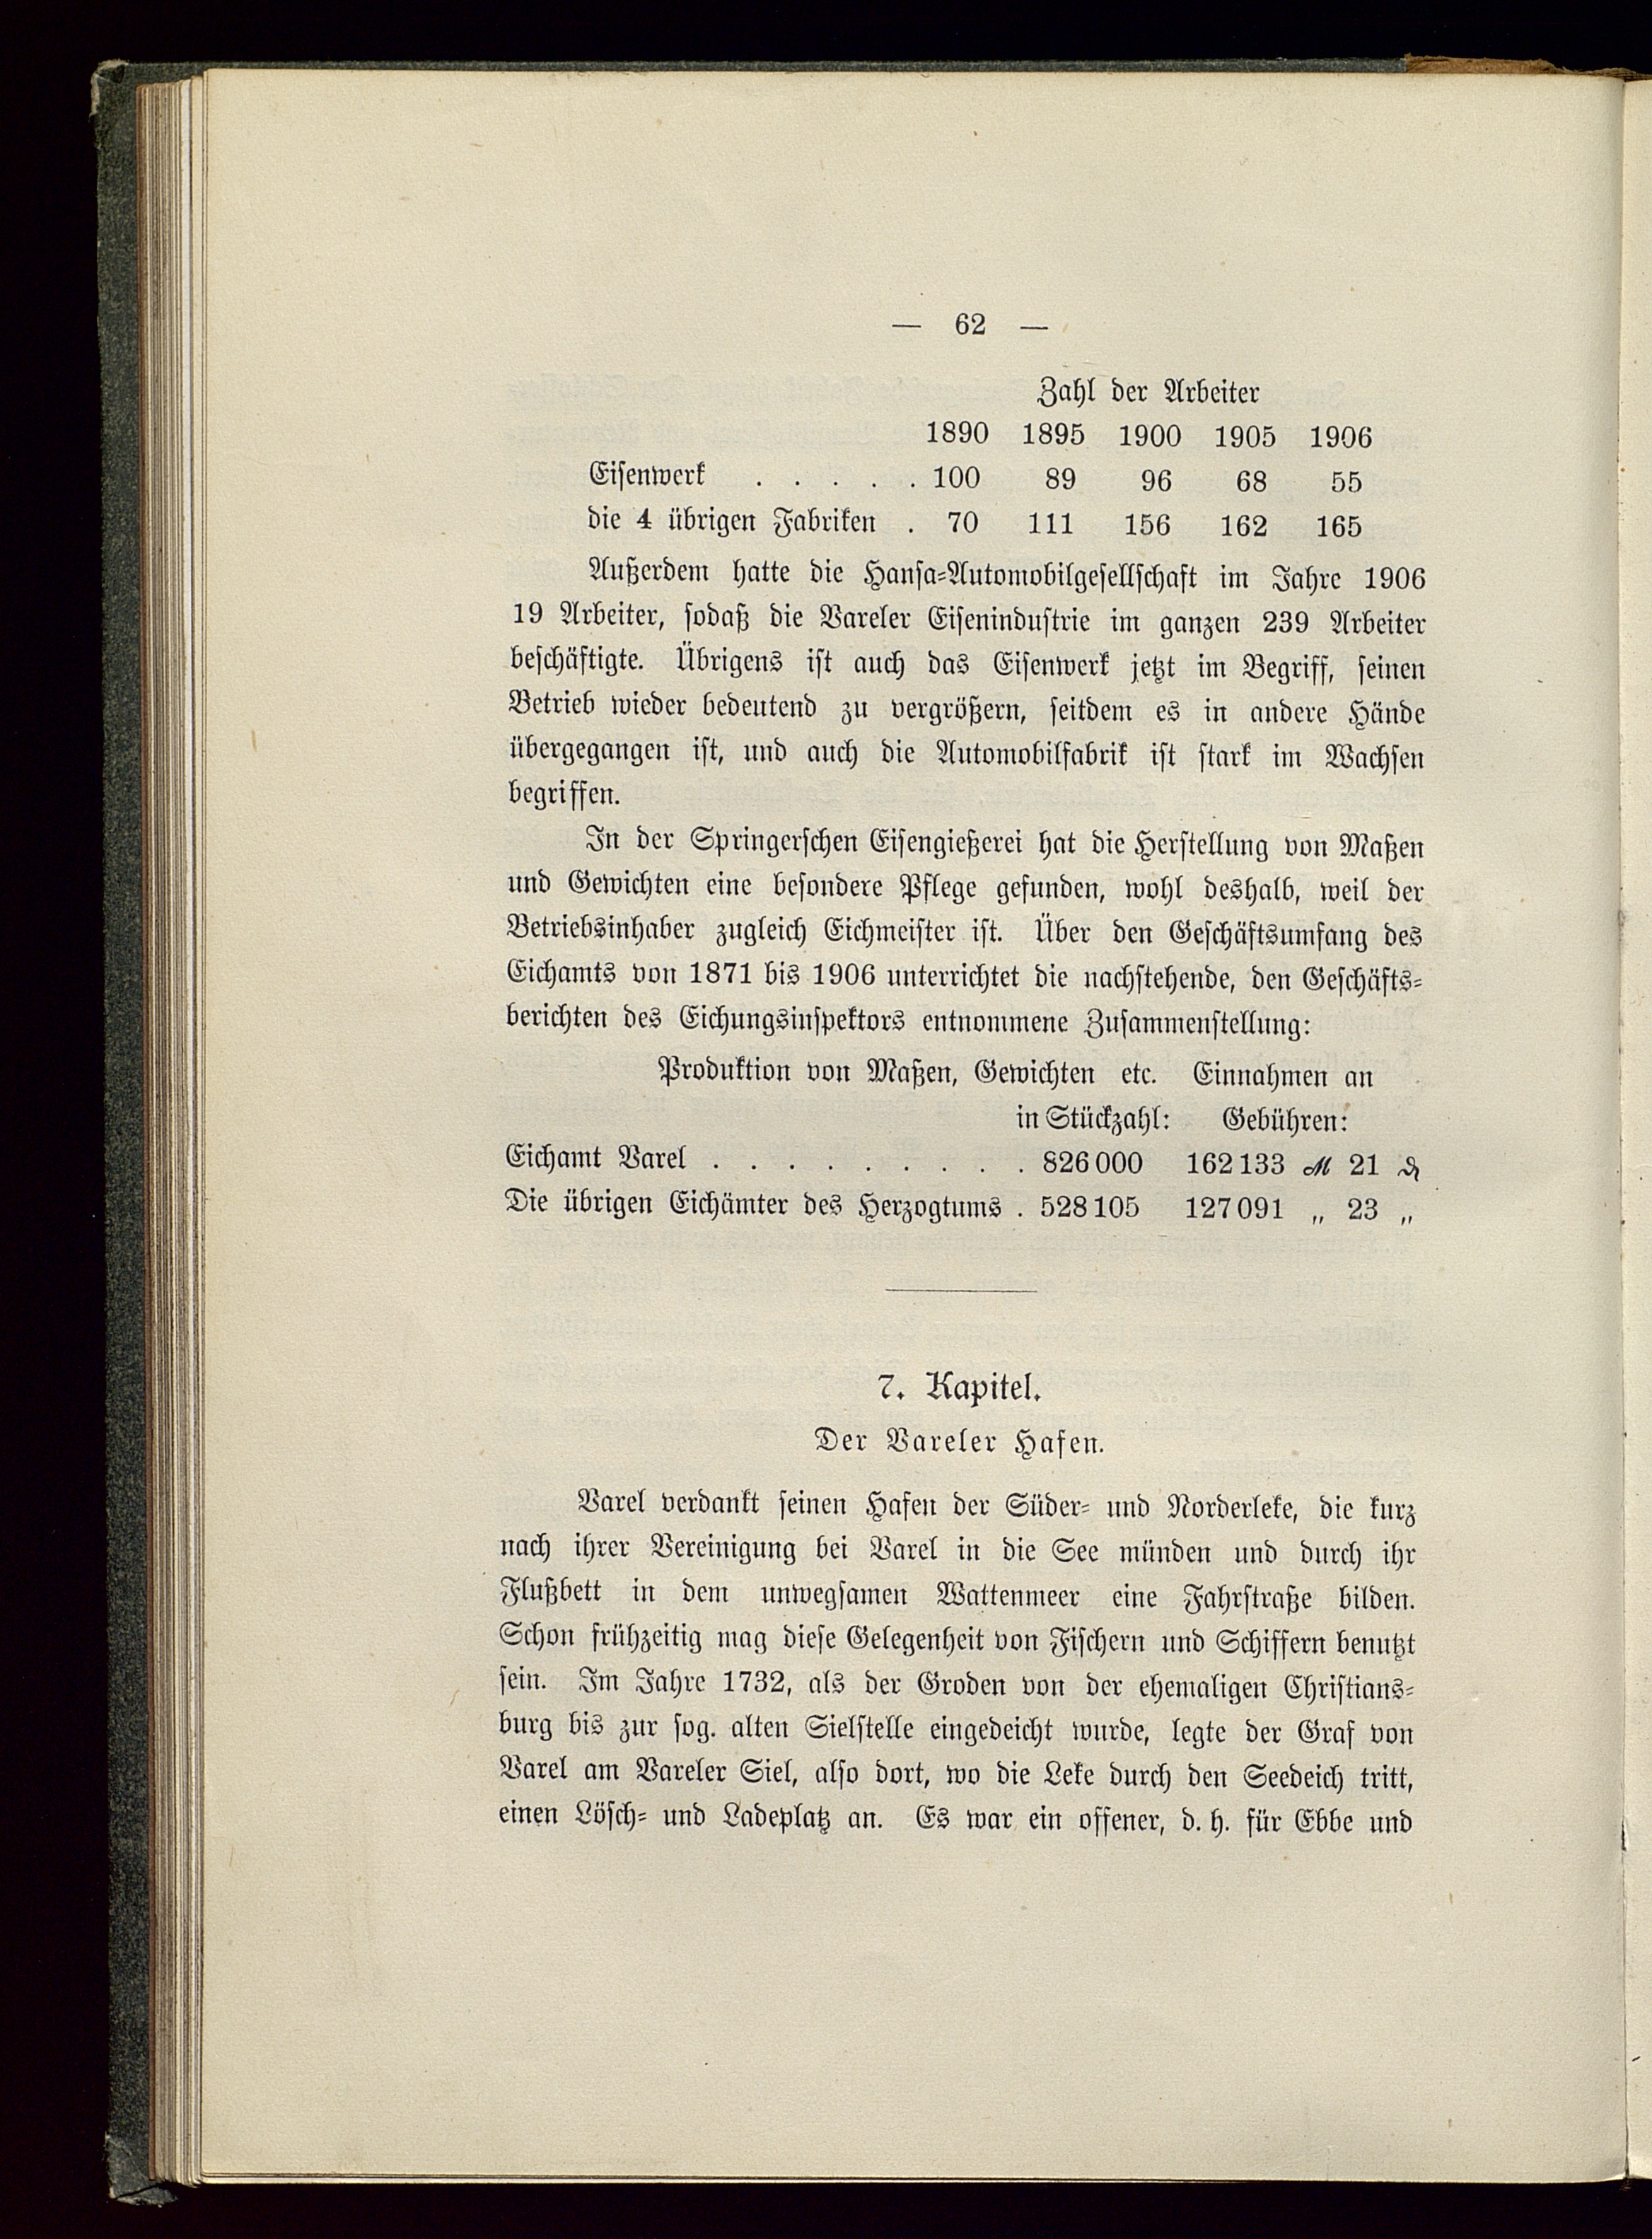 — 62 —
Zahl der Arbeiter
1890 1895 1900 1905 1906
Eisenwerk . . . . . 100 89 96 68 55
die 4 übrigen Fabriken . 70 111 156 162 165
Außerdem hatte die Hansa-Automobilgesellschaft im Jahre 1906
19 Arbeiter, sodaß die Vareler Eisenindustrie im ganzen 239 Arbeiter
beschäftigte. Übrigens ist auch das Eisenwerk jetzt im Begriff, seinen
Betrieb wieder bedeutend zu vergrößern, seitdem es in andere Hände
übergegangen ist, und auch die Automobilfabrik ist stark im Wachsen
begriffen.
In der Springerschen Eisengießerei hat die Herstellung von Maßen
und Gewichten eine besondere Pflege gefunden, wohl deshalb, weil der
Betriebsinhaber zugleich Eichmeister ist. Über den Geschäftsumfang des
Eichamts von 1871 bis 1906 unterrichtet die nachstehende, den Geschäfts-
berichten des Eichungsinspektors entnommene Zusammenstellung:
Produktion von Maßen, Gewichten etc. Einnahmen an
in Stückzahl: Gebühren:
Eichamt Varel . . . . . . . . . 826 000 162 133 ℳ 21 ₰
Die übrigen Eichämter des Herzogtums . 528 105 127 091 „ 23 „
7. Kapitel.
Der Vareler Hafen.
Varel verdankt seinen Hafen der Süder- und Norderleke, die kurz
nach ihrer Vereinigung bei Varel in die See münden und durch ihr
Flußbett in dem unwegsamen Wattenmeer eine Fahrstraße bilden.
Schon frühzeitig mag diese Gelegenheit von Fischern und Schiffern benutzt
sein. Im Jahre 1732, als der Groden von der ehemaligen Christians-
burg bis zur sog. alten Sielstelle eingedeicht wurde, legte der Graf von
Varel am Vareler Siel, also dort, wo die Leke durch den Seedeich tritt,
einen Lösch- und Ladeplatz an. Es war ein offener, d. h. für Ebbe und